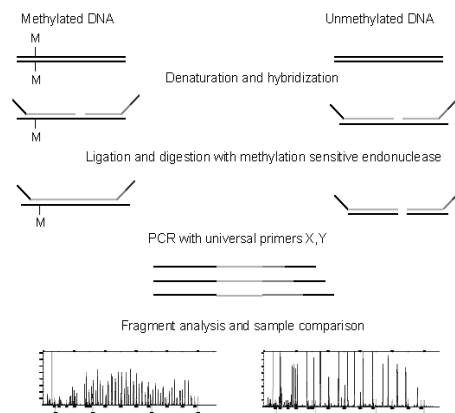 Methylated DNA
Unmethylated DNA
M
M
Denaturation and hybridization
M
Ligation and digestion with methylation sensitive endonuclease
M
PCR with universal primers X,Y
Fragment analysis and sample comparison